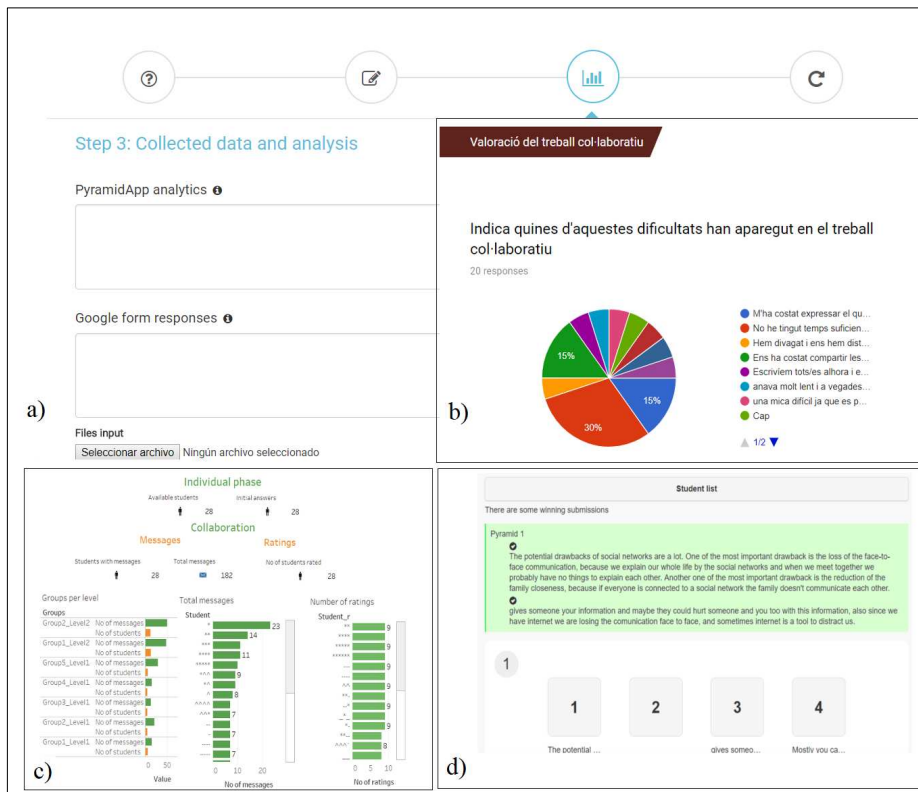 Step 3: Collected data and analysis
PyramidApp analytics
Google form responses
Files input
Seleccionar archivo Ningún archivo seleccionado
a)
Valoració del treball col·laboratiu
Indica quines d'aquestes dificultats han aparegut en el treball
col·laboratiu
20 responses
15%
15%
30%
M'ha costat expressar el qu...
No he tingut temps suficien...
Hem divagat i ens hem dist...
Ens ha costat compartir les...
Escrivíem tots/es alhora i e...
anava molt lent i a vegades...
una mica difícil ja que es p...
Cap
1/2
b)
Individual phase
Available students Initial answers
28 28
Collaboration
Messages Ratings
Students with messages Total messages No of students rated
28 182 28
Groups per level
Groups
Group2_Level2 No of messages
No of students
Group1_Level2 No of messages
No of students
Group5_Level1 No of messages
No of students
Group4_Level1 No of messages
No of students
Group3_Level1 No of messages
No of students
Group2_Level1 No of messages
No of students
Group1_Level1 No of messages
No of students
0 50
Value
Total messages
Student
23
14
11
9
8
7
7
7
0 10 20
No of messages
Number of ratings
Student_r
9
9
9
9
9
8
0 5 10
No of ratings
c)
Student list
There are some winning submissions
Pyramid 1
The potential drawbacks of social networks are a lot. One of the most important drawback is the loss of the face-to-
face communication, because we explain our whole life by the social networks and when we meet together we
probably have no things to explain each other. Another one of the most important drawback is the reduction of the
family closeness, because if everyone is connected to a social network the family doesn't communicate each other.
gives someone your information and maybe they could hurt someone and you too with this information, also since we
have internet we are losing the comunication face to face, and sometimes internet is a tool to distract us.
1
1 2 3 4
The potential ... gives someo... Mostly you ca...
d)